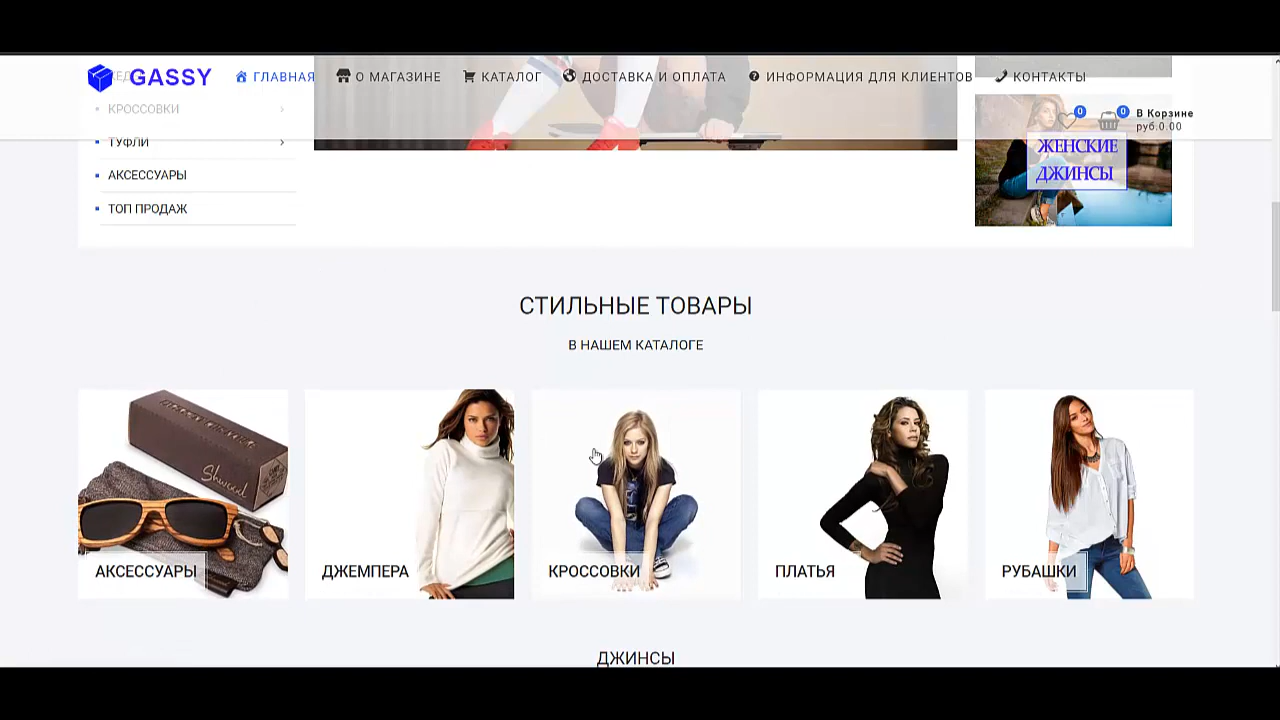 GASSY
ГЛАВНАЯ
О МАГАЗИНЕ
КАТАЛОГ
ДОСТАВКА И ОПЛАТА
ИНФОРМАЦИЯ ДЛЯ КЛИЕНТОВ
КОНТАКТЫ
0
0
В Корзине
руб.0.00
КРОССОВКИ
ТУФЛИ
АКСЕССУАРЫ
ТОП ПРОДАЖ
ЖЕНСКИЕ
ДЖИНСЫ
СТИЛЬНЫЕ ТОВАРЫ
В НАШЕМ КАТАЛОГЕ
Shwood
АКСЕССУАРЫ
ДЖЕМПЕРА
КРОССОВКИ
ПЛАТЬЯ
РУБАШКИ
ДЖИНСЫ